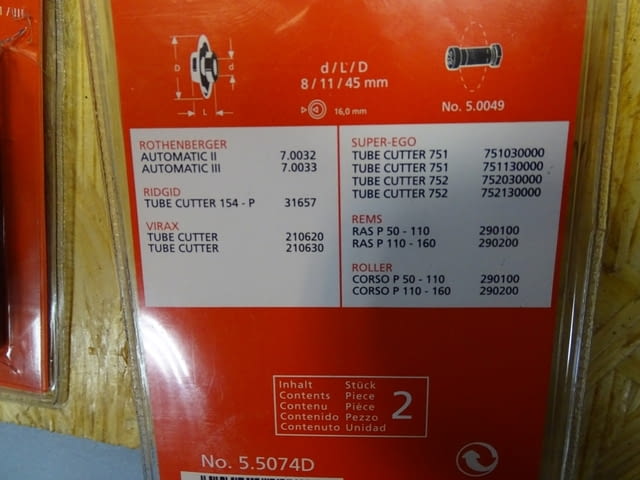 D d L
d / L / D
8 / 11 / 45 mm
16,0 mm
No. 5.0049
ROTHENBERGER
AUTOMATIC II 7.0032
AUTOMATIC III 7.0033
RIDGID
TUBE CUTTER 154 - P 31657
VIRAX
TUBE CUTTER 210620
TUBE CUTTER 210630
SUPER-EGO
TUBE CUTTER 751 751030000
TUBE CUTTER 751 751130000
TUBE CUTTER 752 752030000
TUBE CUTTER 752 752130000
REMS
RAS P 50 - 110 290100
RAS P 110 - 160 290200
ROLLER
CORSO P 50 - 110 290100
CORSO P 110 - 160 290200
Inhalt Stück
Contents Piece
Contenu Pièce
Contenido Pezzo
Contenuto Unidad
2
No. 5.5074D